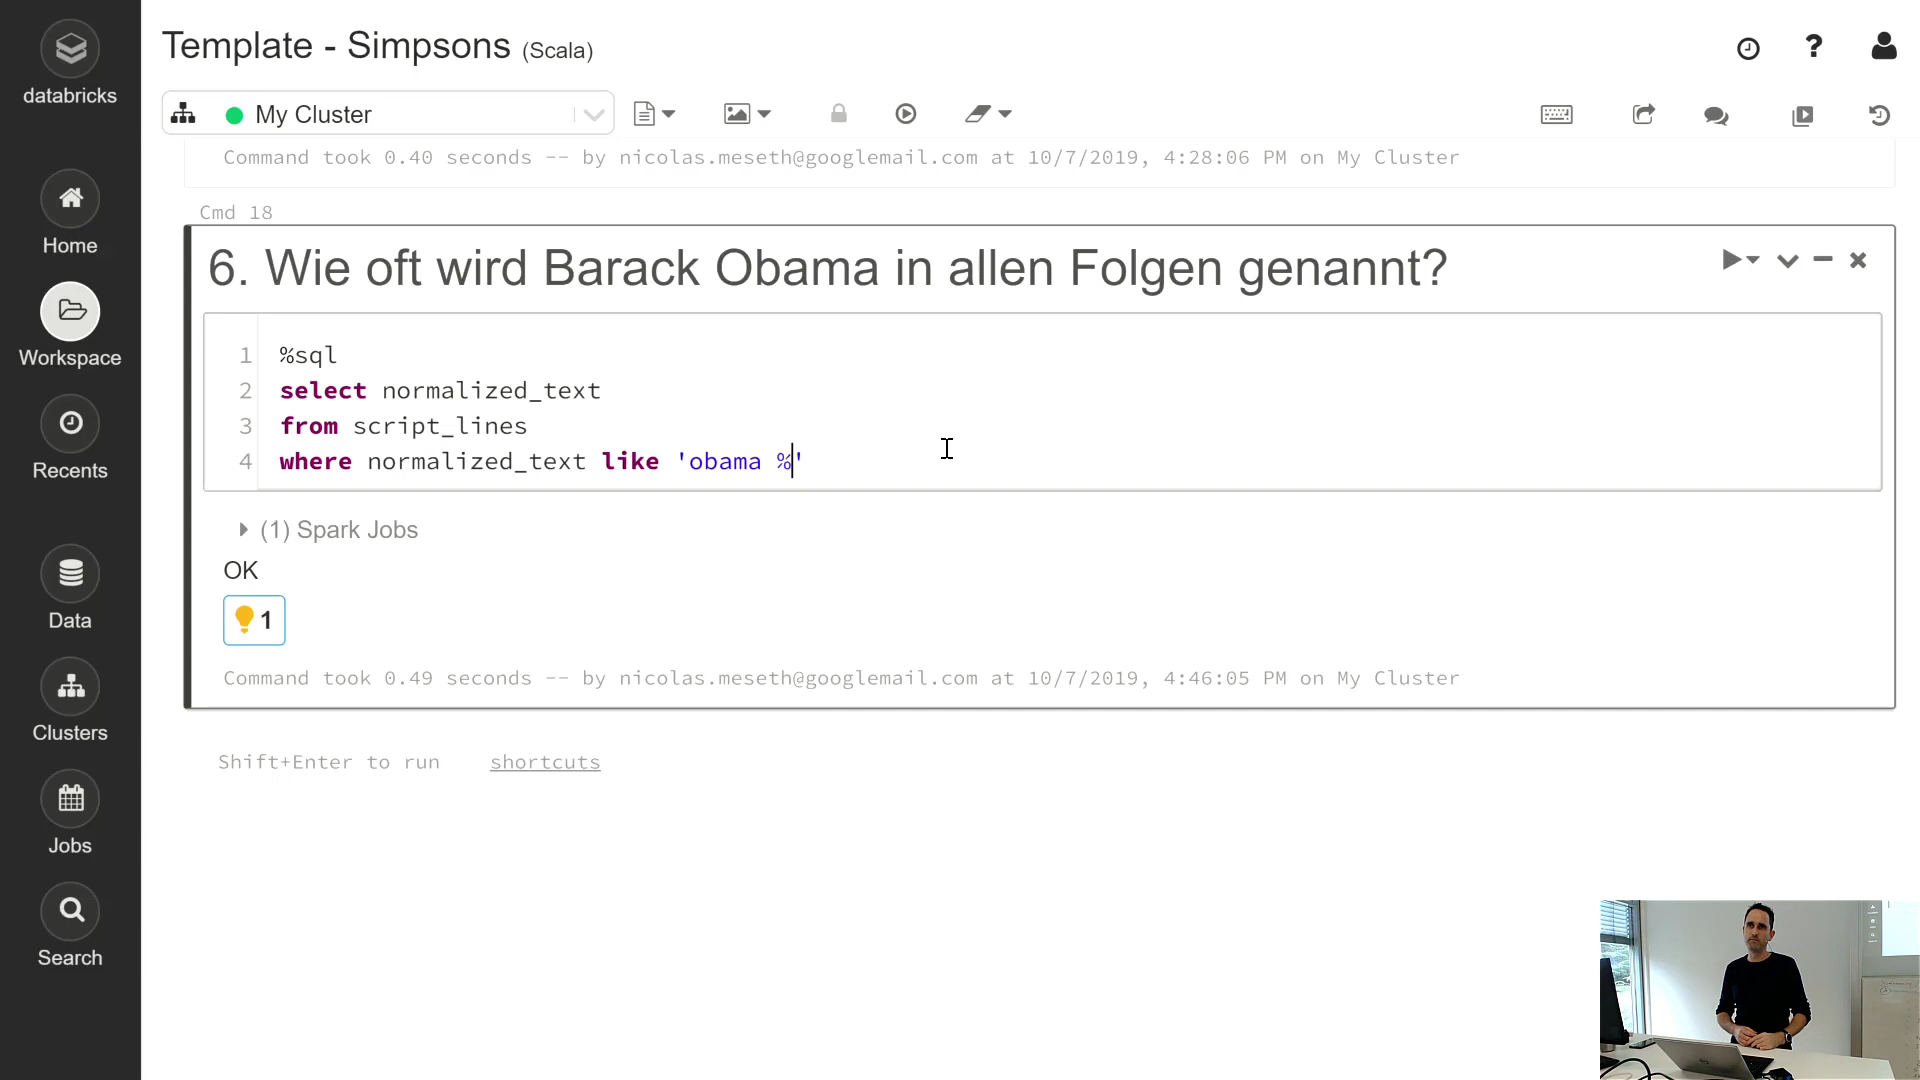 databricks
Template - Simpsons (Scala)
?
My Cluster
Command took 0.40 seconds -- by nicolas.meseth@googlemail.com at 10/7/2019, 4:28:06 PM on My Cluster
Home
Workspace
Recents
Data
Clusters
Jobs
Search
Cmd 18
6. Wie oft wird Barack Obama in allen Folgen genannt?
1 %sql
2 select normalized_text
3 from script_lines
4 where normalized_text like 'obama %'
(1) Spark Jobs
OK
1
Command took 0.49 seconds -- by nicolas.meseth@googlemail.com at 10/7/2019, 4:46:05 PM on My Cluster
Shift+Enter to run shortcuts